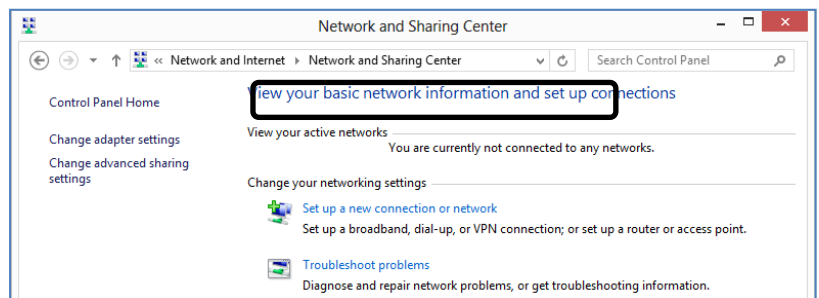 Network and Sharing Center
« Network and Internet Network and Sharing Center Search Control Panel
View your basic network information and set up connections
Control Panel Home
View your active networks
Change adapter settings
You are currently not connected to any networks.
Change advanced sharing
settings
Change your networking settings
Set up a new connection or network
Set up a broadband, dial-up, or VPN connection; or set up a router or access point.
Troubleshoot problems
Diagnose and repair network problems, or get troubleshooting information.